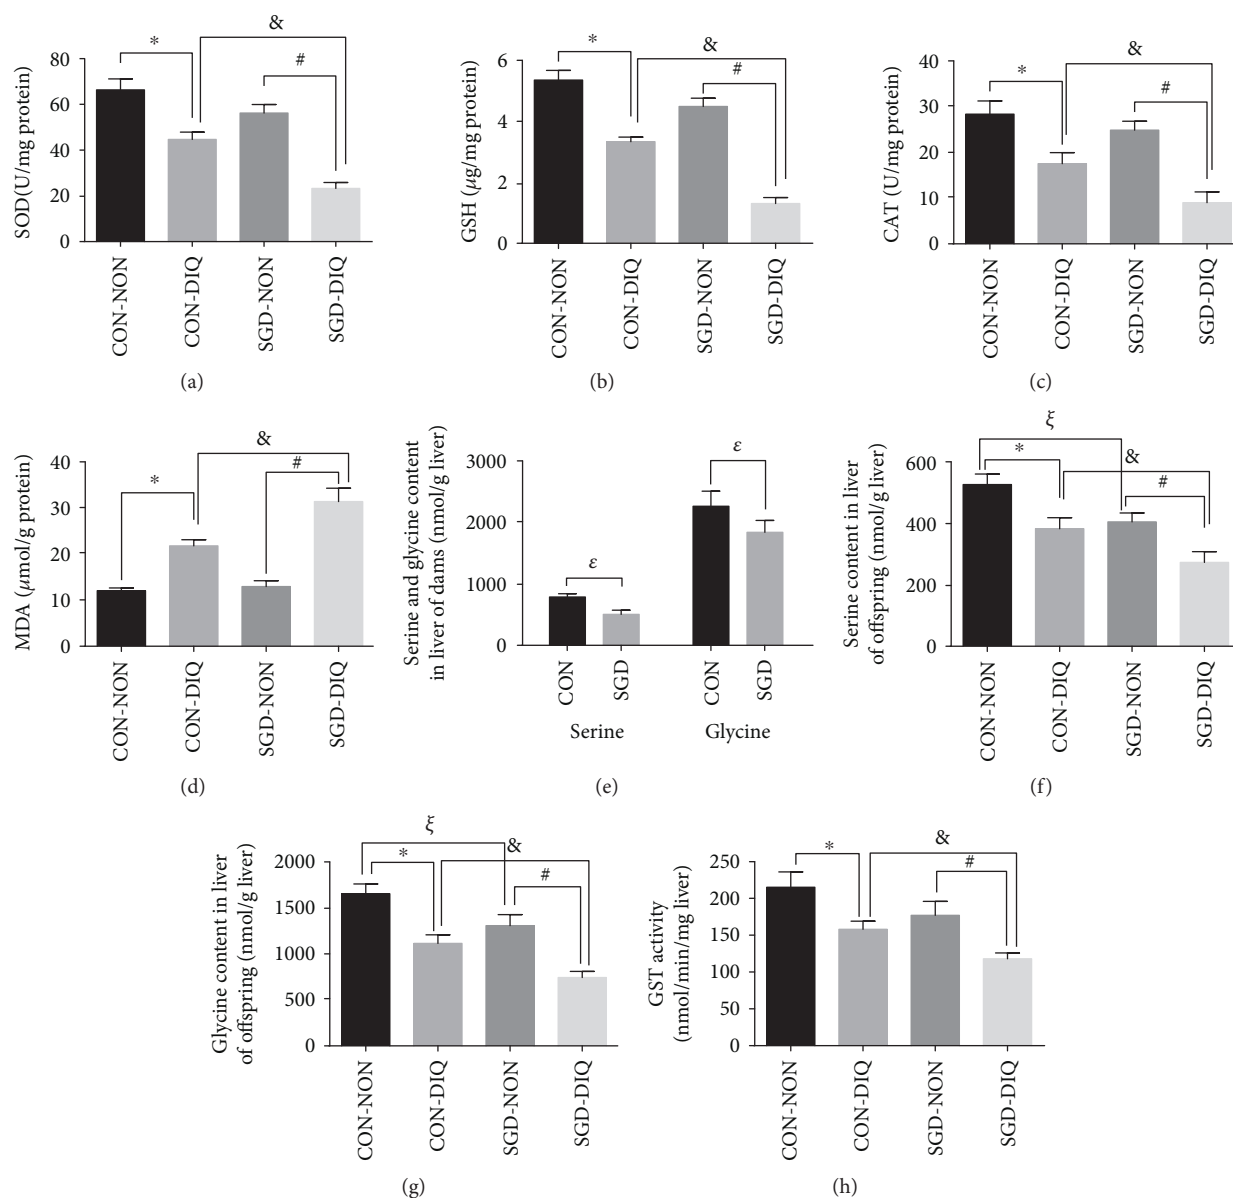 SOD(U/mg protein)
80
60
40
20
0
*
&
#
CON-NON
CON-DIQ
SGD-NON
SGD-DIQ
(a)
GSH (μg/mg protein)
6
4
2
0
*
&
#
CON-NON
CON-DIQ
SGD-NON
SGD-DIQ
(b)
CAT (U/mg protein)
40
30
20
10
0
*
&
#
CON-NON
CON-DIQ
SGD-NON
SGD-DIQ
(c)
MDA (μmol/g protein)
40
30
20
10
0
*
&
#
CON-NON
CON-DIQ
SGD-NON
SGD-DIQ
(d)
Serine and glycine content
in liver of dams (nmol/g liver)
3000
2000
1000
0
ε
ε
CON
SGD
CON
SGD
Serine
Glycine
(e)
Serine content in liver
of offspring (nmol/g liver)
600
400
200
0
ξ
*
&
#
CON-NON
CON-DIQ
SGD-NON
SGD-DIQ
(f)
Glycine content in liver
of offspring (nmol/g liver)
2000
1500
1000
500
0
ξ
*
&
#
CON-NON
CON-DIQ
SGD-NON
SGD-DIQ
(g)
GST activity
(nmol/min/mg liver)
250
200
150
100
50
0
*
&
#
CON-NON
CON-DIQ
SGD-NON
SGD-DIQ
(h)